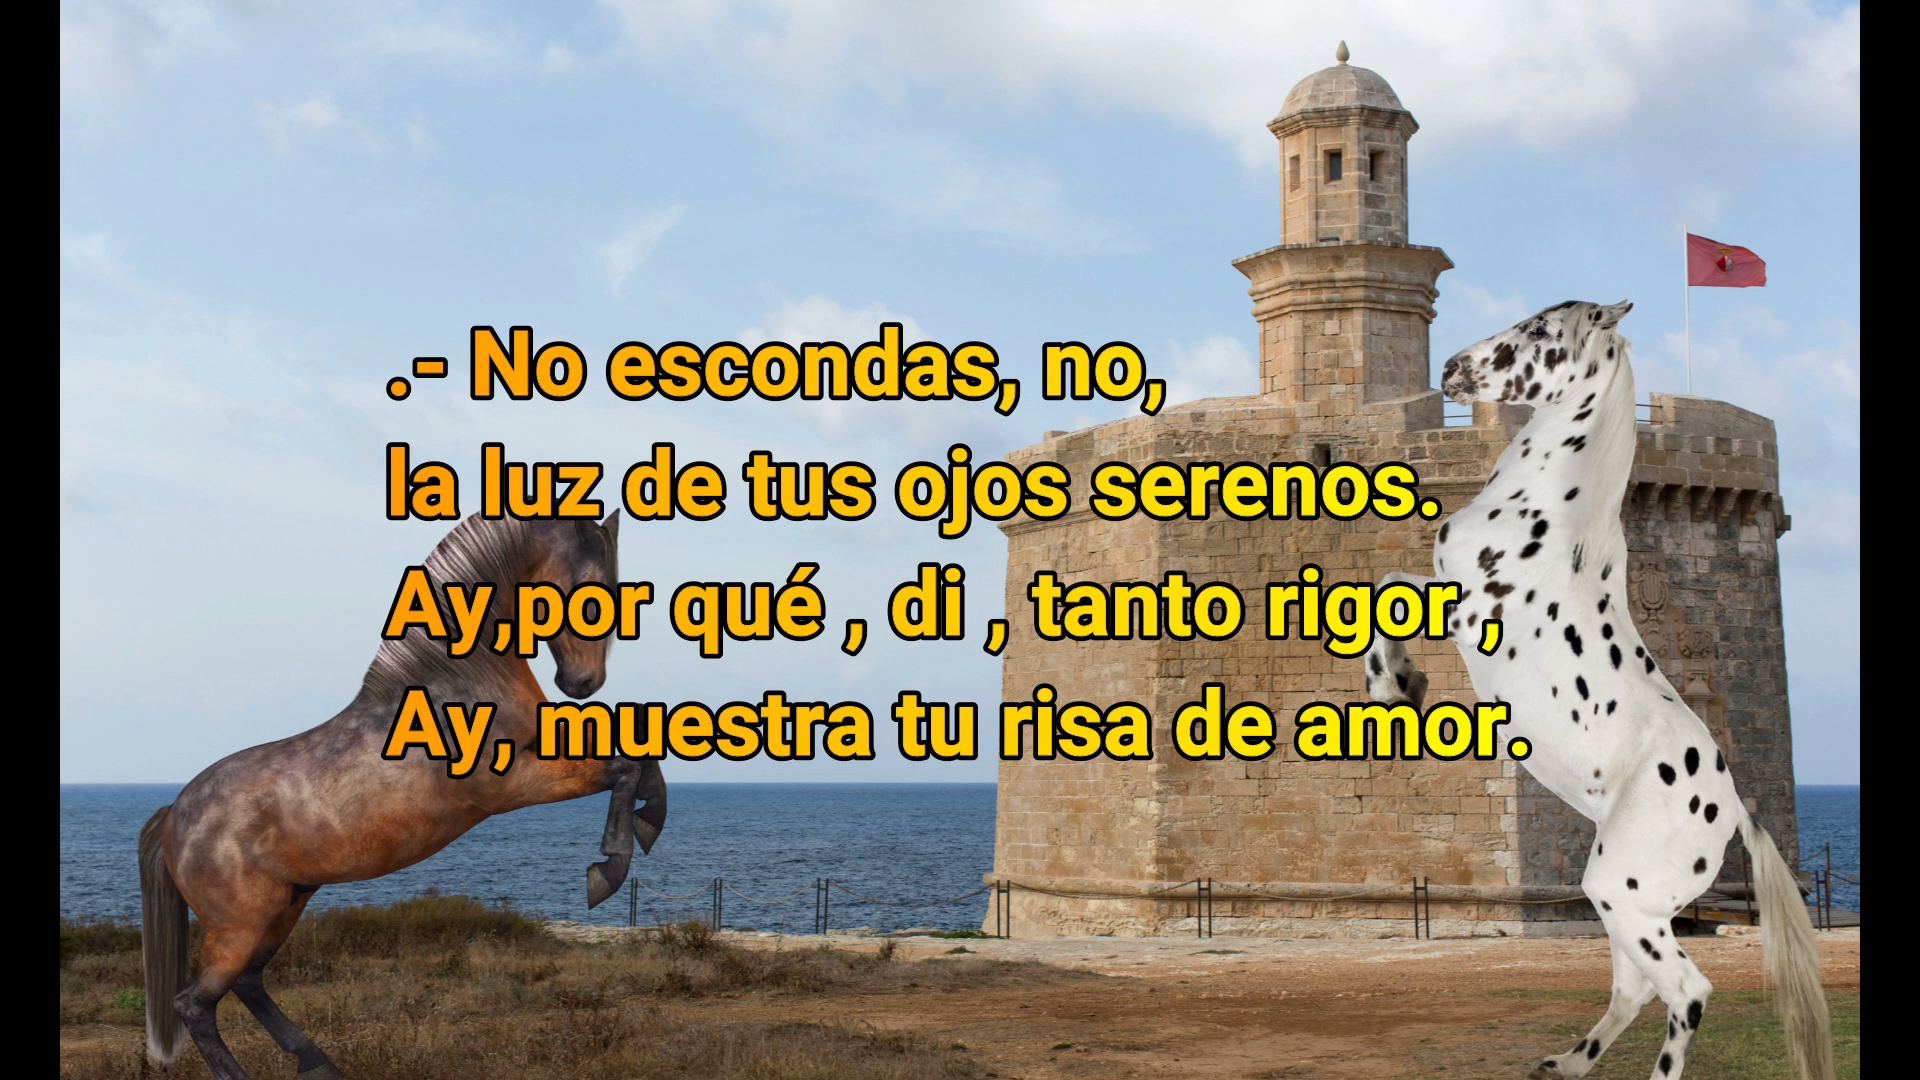 .- No escondas, no,
la luz de tus ojos serenos.
Ay,por qué , di , tanto rigor ,
Ay, muestra tu risa de amor.